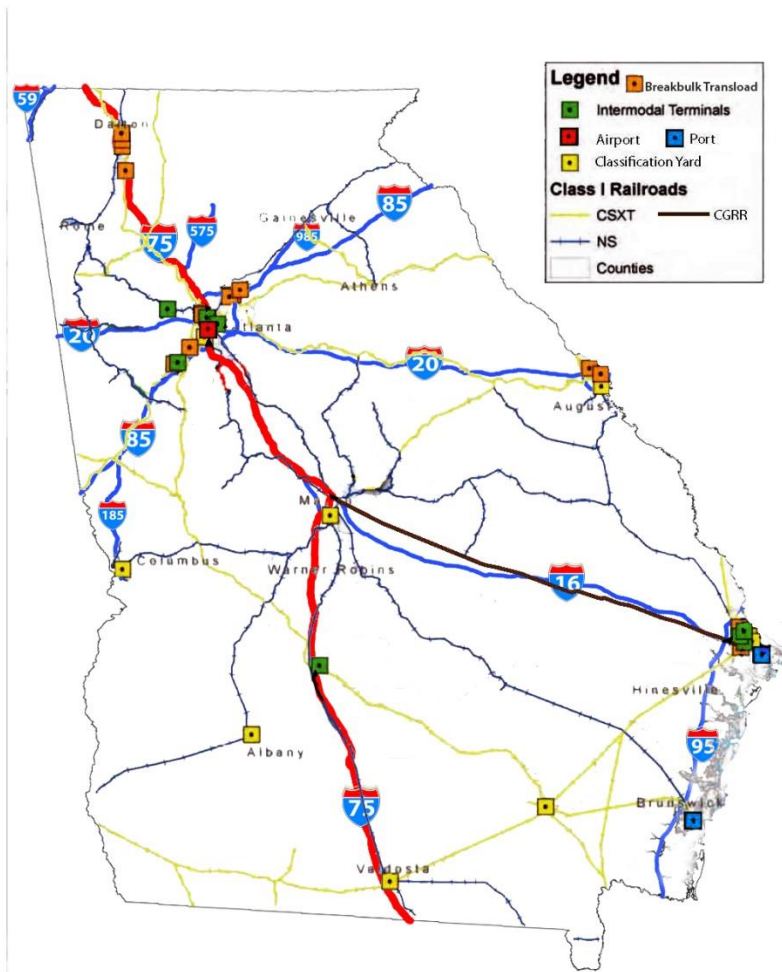 Legend
Breakbulk Transload
Intermodal Terminals
Airport
Port
Classification Yard
Class I Railroads
CSXT
CGRR
NS
Counties
59
Dalton
Rome
75
575
Gainesville
985
85
Athens
20
Atlanta
20
August
85
185
Columbus
Warner Robins
16
Hinesville
Albany
75
95
Brunswick
Valdosta